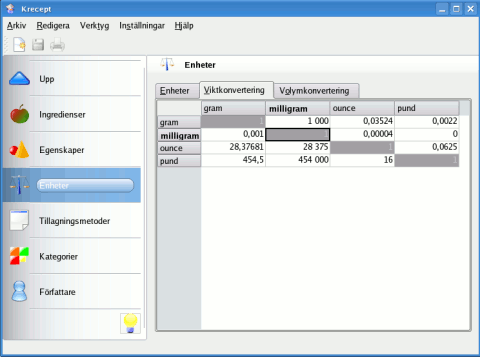 Krecept
Arkiv Redigera Verktyg Inställningar Hjälp
Upp
Ingredienser
Egenskaper
Enheter
Tillagningsmetoder
Kategorier
Författare
Enheter
Enheter Viktkonvertering Volymkonvertering
gram milligram ounce pund
gram 1 1 000 0,03524 0,0022
milligram 0,001 1 0,00004 0
ounce 28,37681 28 375 1 0,0625
pund 454,5 454 000 16 1